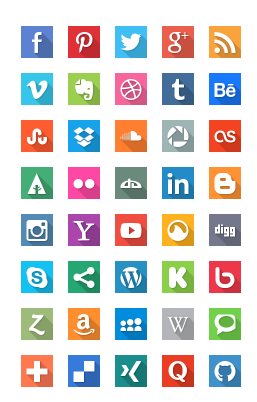 f P g+
v t Bē
as
in B
Y digg
S W K b
z a W
Q